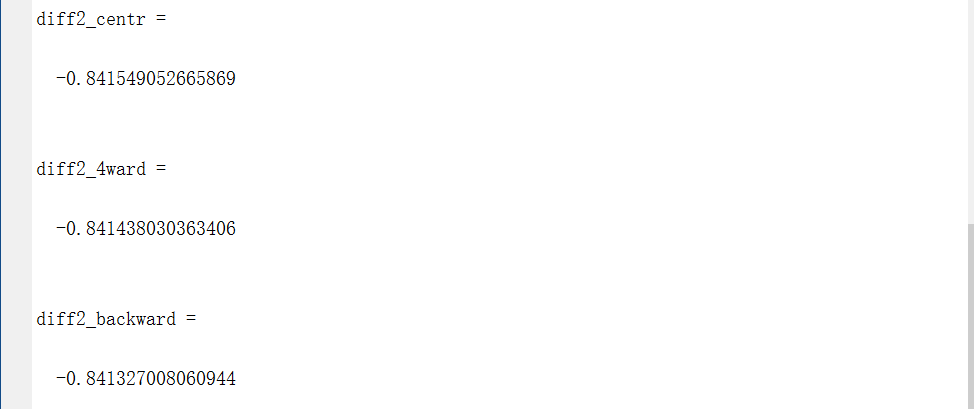 diff2_centr =
-0.841549052665869
diff2_4ward =
-0.841438030363406
diff2_backward =
-0.841327008060944